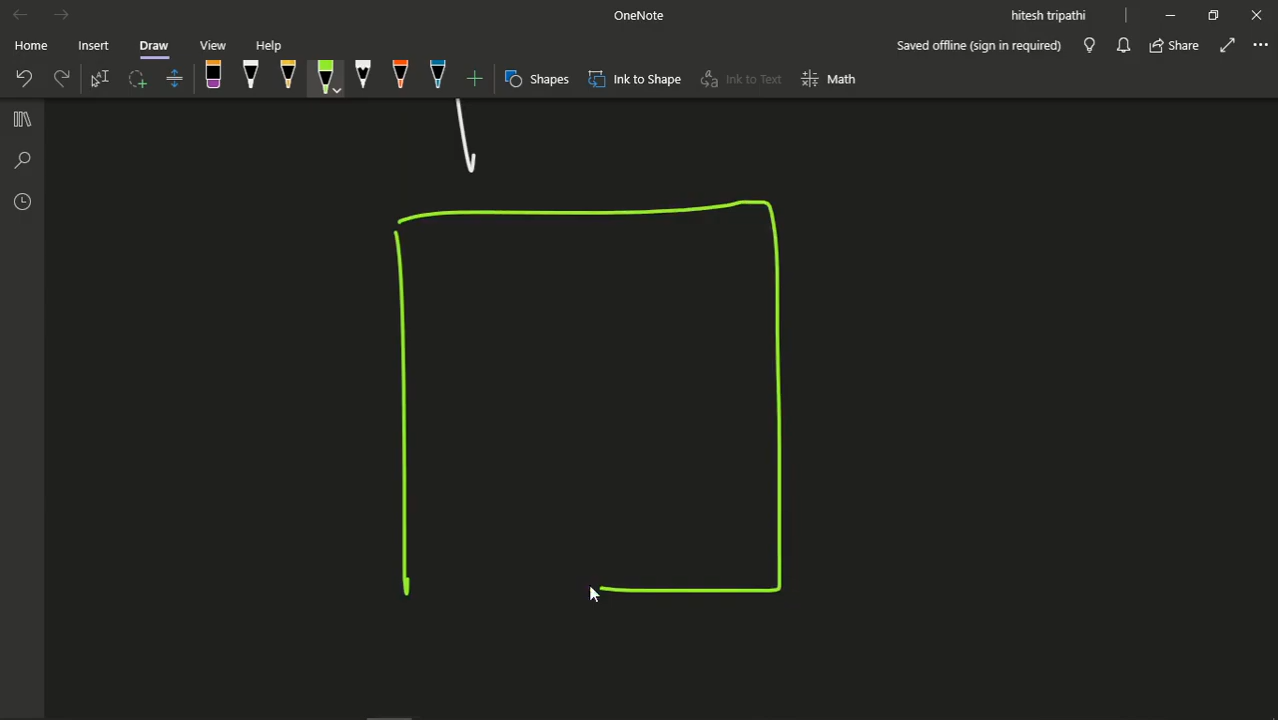 OneNote
hitesh tripathi
Home Insert Draw View Help
Saved offline (sign in required) Share
Shapes Ink to Shape Ink to Text Math